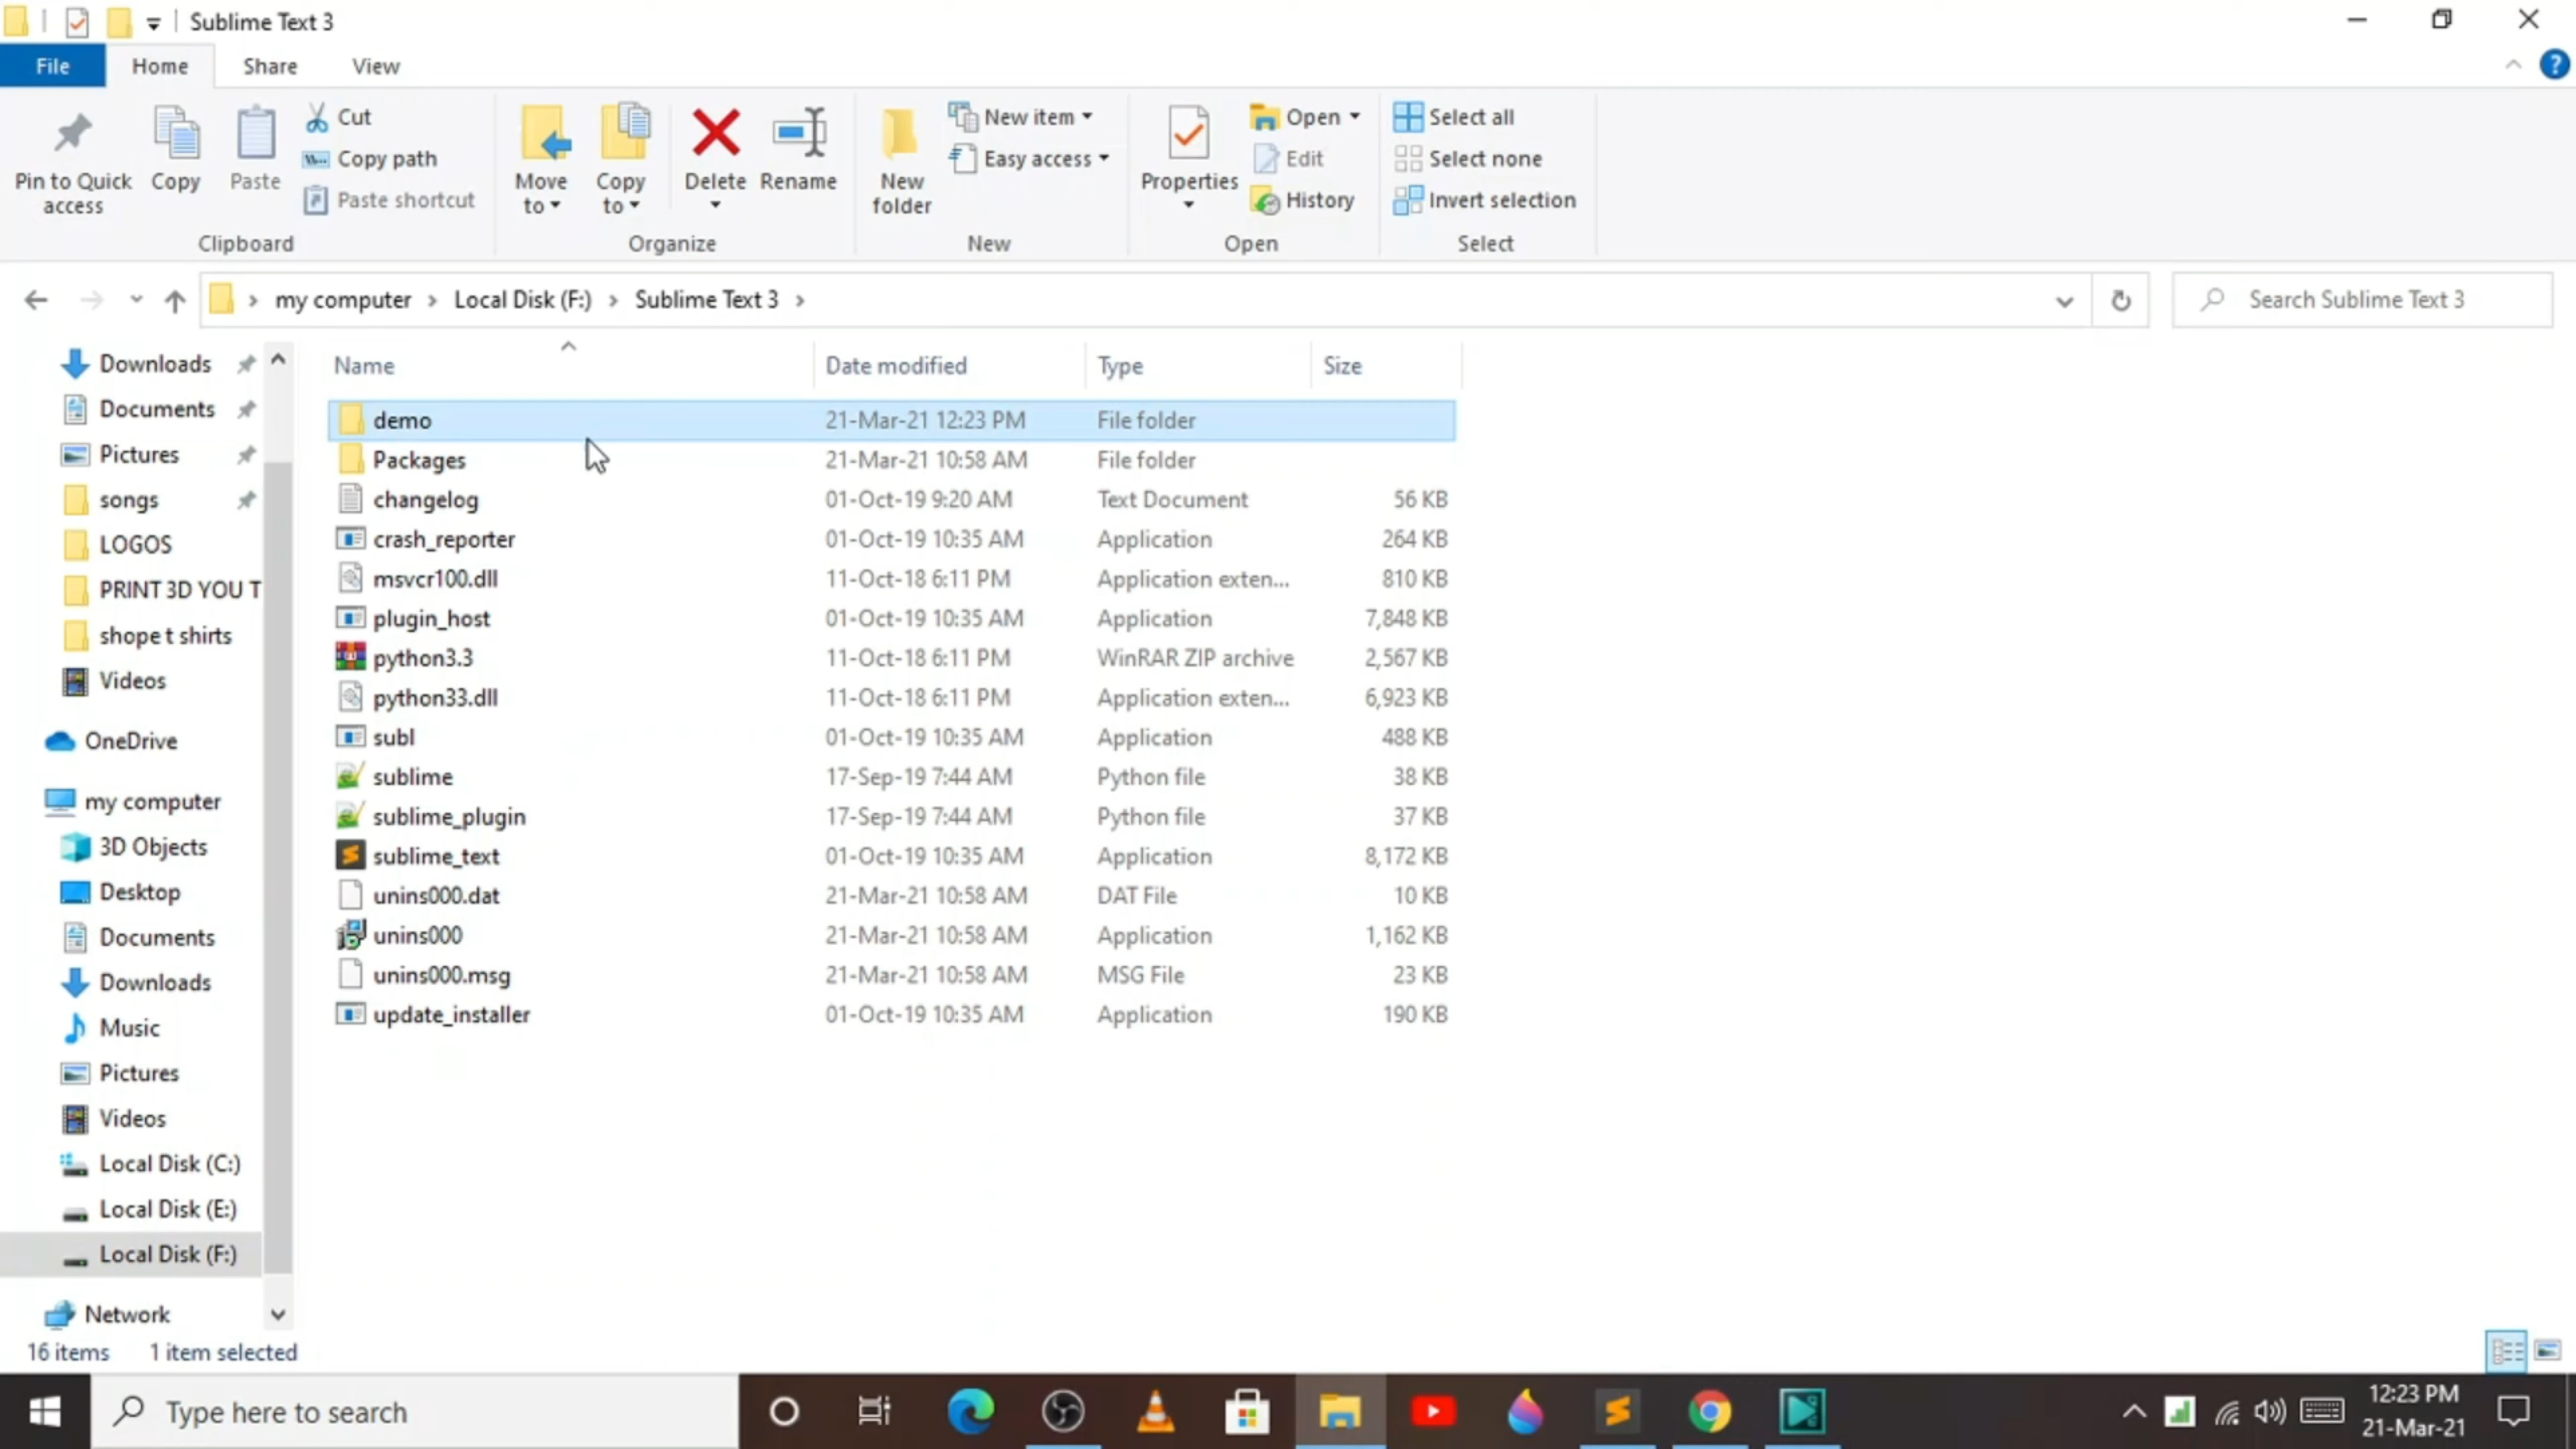 Sublime Text 3
File Home Share View
Pin to Quick access
Copy
Paste
Cut
Copy path
Paste shortcut
Clipboard
Move to
Copy to
Delete
Rename
Organize
New folder
New item
Easy access
New
Properties
Open
Edit
History
Open
Select all
Select none
Invert selection
Select
my computer Local Disk (F:) Sublime Text 3
Search Sublime Text 3
Downloads
Documents
Pictures
songs
LOGOS
PRINT 3D YOU T
shope t shirts
Videos
OneDrive
my computer
3D Objects
Desktop
Documents
Downloads
Music
Pictures
Videos
Local Disk (C:)
Local Disk (E:)
Local Disk (F:)
Network
Name Date modified Type Size
demo 21-Mar-21 12:23 PM File folder
Packages 21-Mar-21 10:58 AM File folder
changelog 01-Oct-19 9:20 AM Text Document 56 KB
crash_reporter 01-Oct-19 10:35 AM Application 264 KB
msvcr100.dll 11-Oct-18 6:11 PM Application exten... 810 KB
plugin_host 01-Oct-19 10:35 AM Application 7,848 KB
python3.3 11-Oct-18 6:11 PM WinRAR ZIP archive 2,567 KB
python33.dll 11-Oct-18 6:11 PM Application exten... 6,923 KB
subl 01-Oct-19 10:35 AM Application 488 KB
sublime 17-Sep-19 7:44 AM Python file 38 KB
sublime_plugin 17-Sep-19 7:44 AM Python file 37 KB
sublime_text 01-Oct-19 10:35 AM Application 8,172 KB
unins000.dat 21-Mar-21 10:58 AM DAT File 10 KB
unins000 21-Mar-21 10:58 AM Application 1,162 KB
unins000.msg 21-Mar-21 10:58 AM MSG File 23 KB
update_installer 01-Oct-19 10:35 AM Application 190 KB
16 items 1 item selected
Type here to search
12:23 PM
21-Mar-21